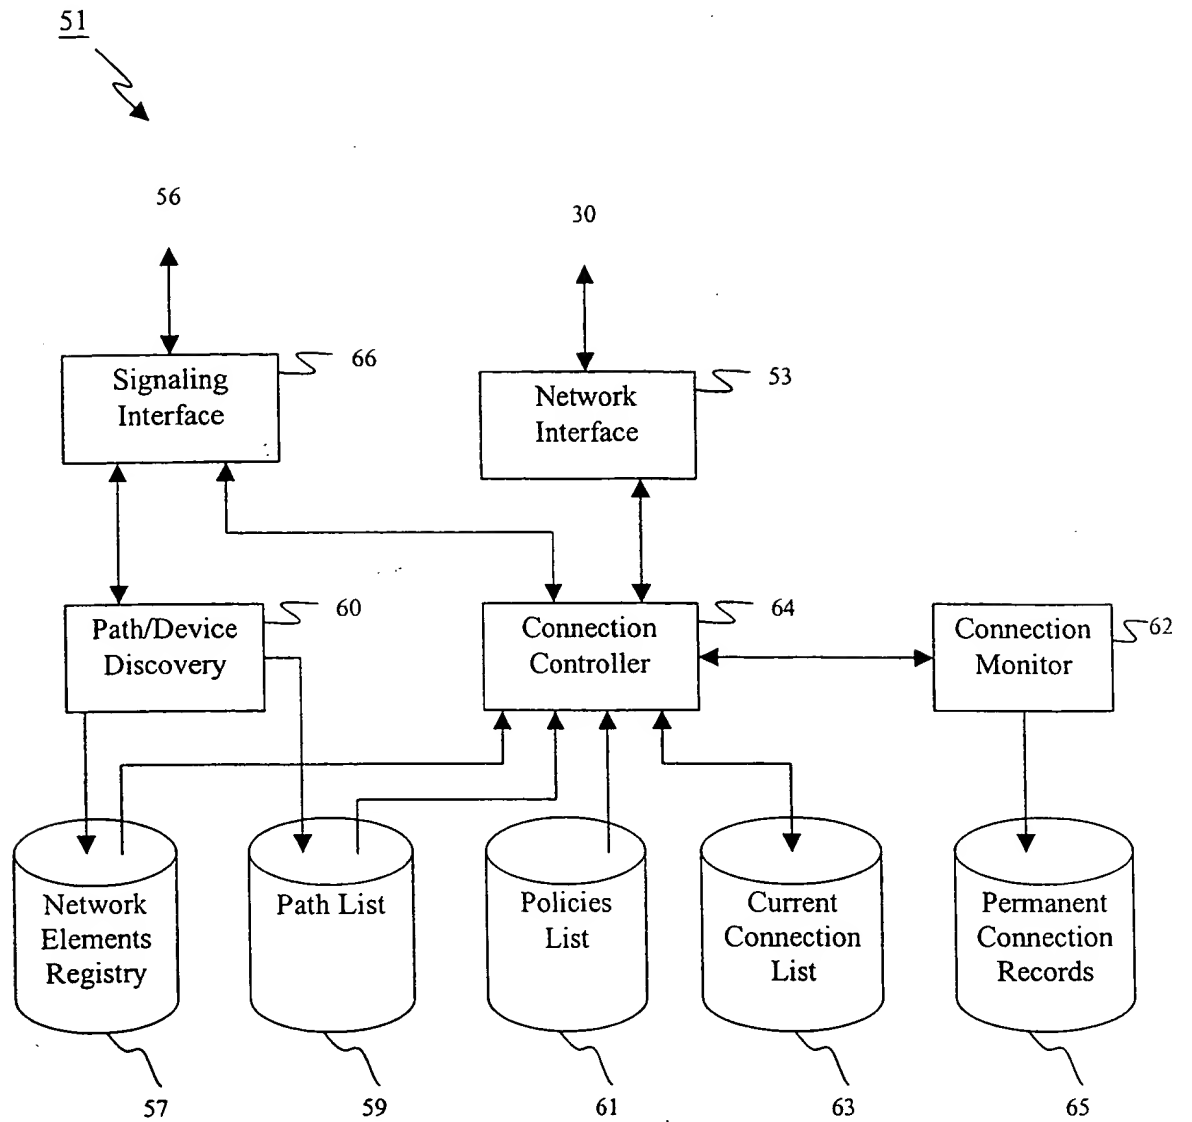 51
56
30
Signaling
Interface
66
Network
Interface
53
Path/Device
Discovery
60
Connection
Controller
64
Connection
Monitor
62
Network
Elements
Registry
Path List
Policies
List
Current
Connection
List
Permanent
Connection
Records
57
59
61
63
65